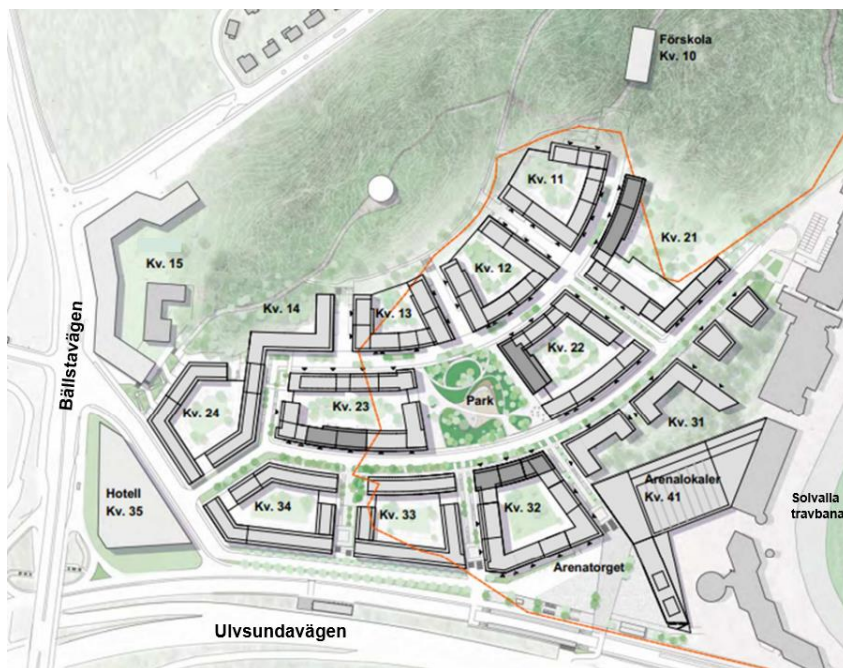 Förskola
Kv. 10
Kv. 11
Kv. 21
Kv. 15
Kv. 12
Kv. 14
Kv. 13
Kv. 22
Bällstavägen
Park
Kv. 24
Kv. 23
Kv. 31
Hotell
Kv. 35
Arenalokaler
Kv. 41
Solvalla
travbana
Kv. 34
Kv. 33
Kv. 32
Arenatorget
Ulvsundavägen